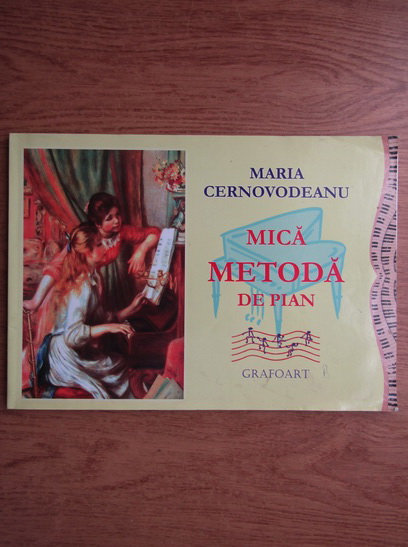 MARIA
CERNOVODEANU
MICĂ
METODĂ
DE PIAN
GRAFOART